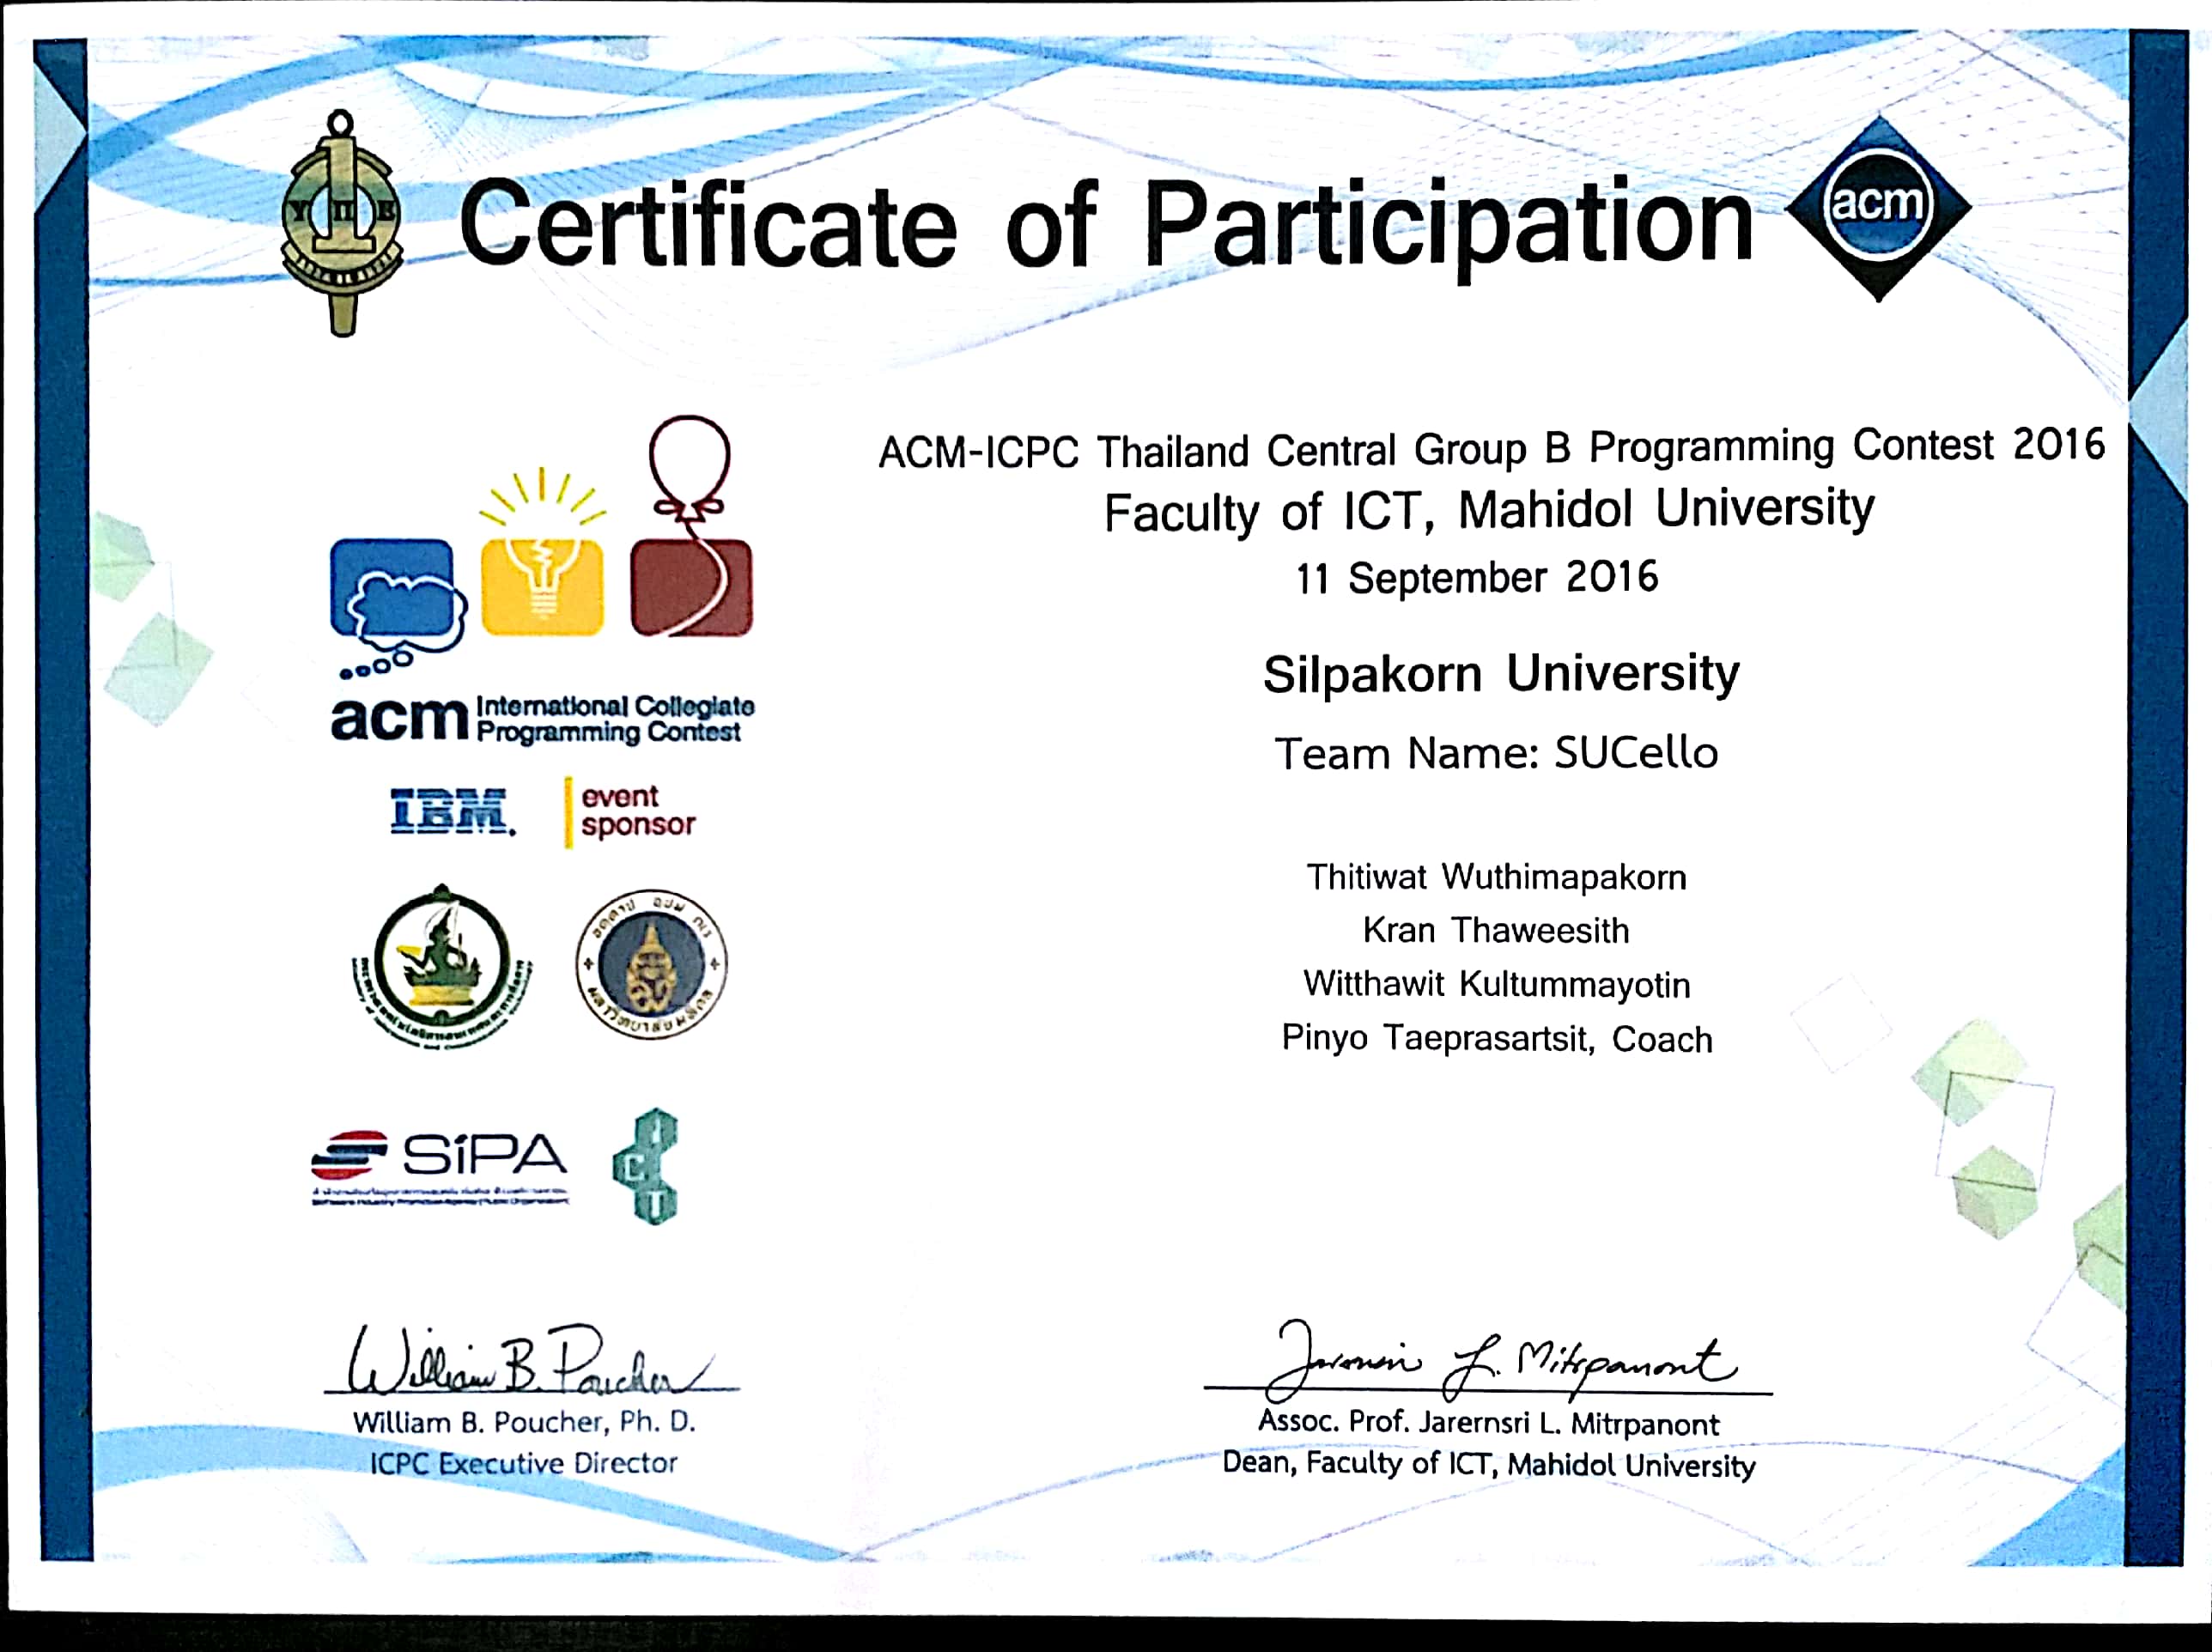 Certificate of Participation
acm
ACM-ICPC Thailand Central Group B Programming Contest 2016
Faculty of ICT, Mahidol University
11 September 2016
Silpakorn University
Team Name: SUCello
Thitiwat Wuthimapakorn
Kran Thaweesith
Witthawit Kultummayotin
Pinyo Taeprasartsit, Coach
acm International Collegiate
Programming Contest
IBM.
event
sponsor
SiPA
A
C
U
William B. Poucher
William B. Poucher, Ph. D.
ICPC Executive Director
L. Mitrpanont
Assoc. Prof. Jarernsri L. Mitrpanont
Dean, Faculty of ICT, Mahidol University